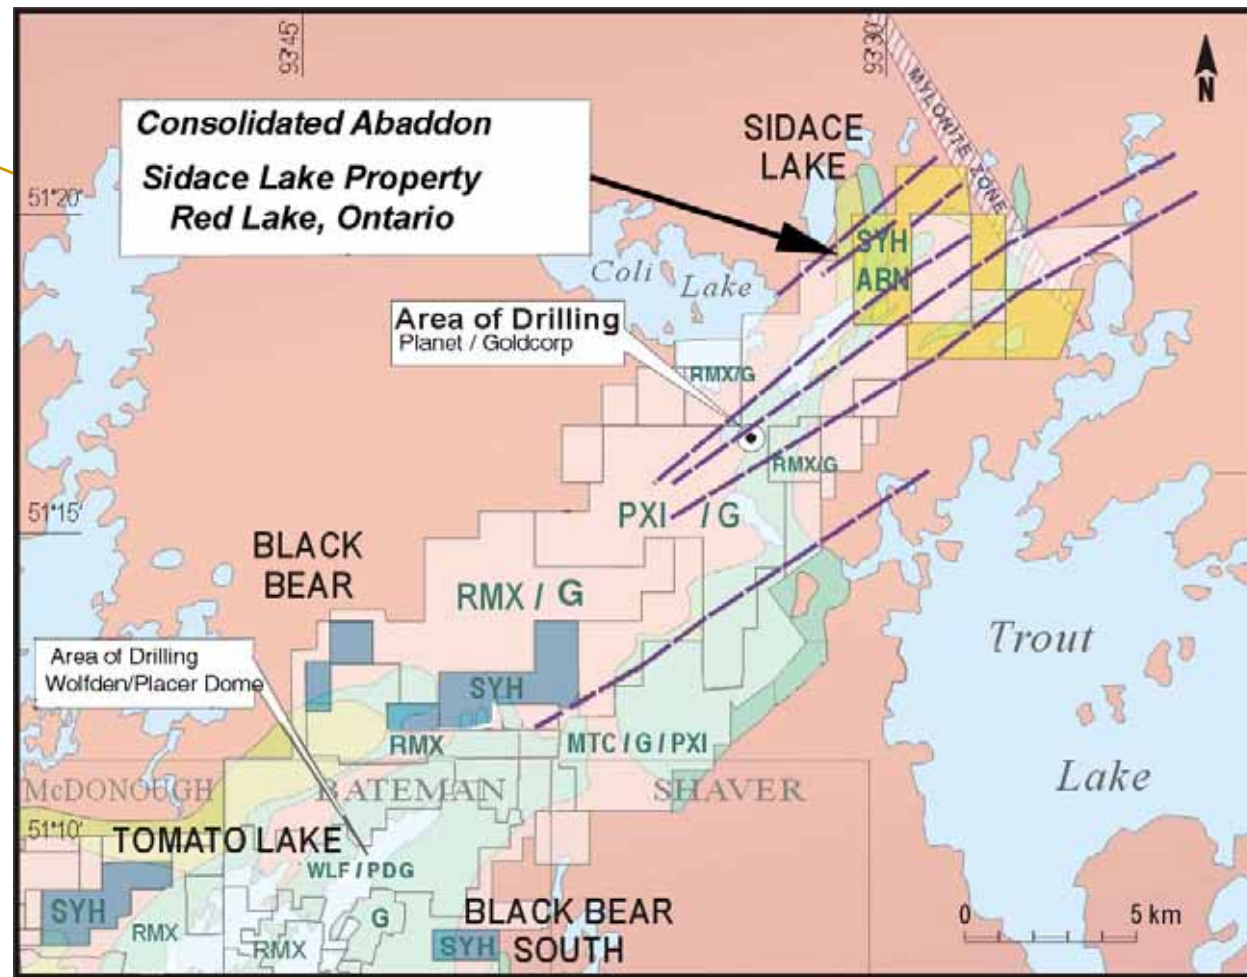 93°45'
93°30'
N
MYLONITE ZONE
Consolidated Abaddon
Sidace Lake Property
Red Lake, Ontario
SIDACE
LAKE
51°20'
SYH
ABN
Coli Lake
Area of Drilling
Planet / Goldcorp
RMX/G
RMX/G
51°15'
PXI / G
BLACK
BEAR
RMX / G
Trout
Lake
Area of Drilling
Wolfden/Placer Dome
SYH
RMX
MTC / G / PXI
McDONOUGH
BATEMAN
SHAVER
51°10'
TOMATO LAKE
WLF / PDG
SYH
RMX
RMX
G
BLACK BEAR
SOUTH
SYH
0 5 km